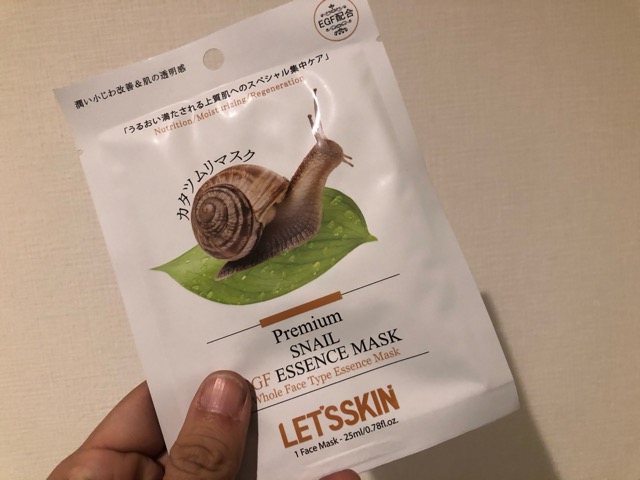 EGF配合
潤い小じわ改善&肌の透明感
「うるおい満たされる上質肌へのスペシャル集中ケア」
Nutrition/Moisturizing/Regeneration
カタツムリマスク
Premium
SNAIL
GF ESSENCE MASK
Whole Face Type Essence Mask
LET'SSKIN
1 Face Mask - 25ml/0.78fl.oz.